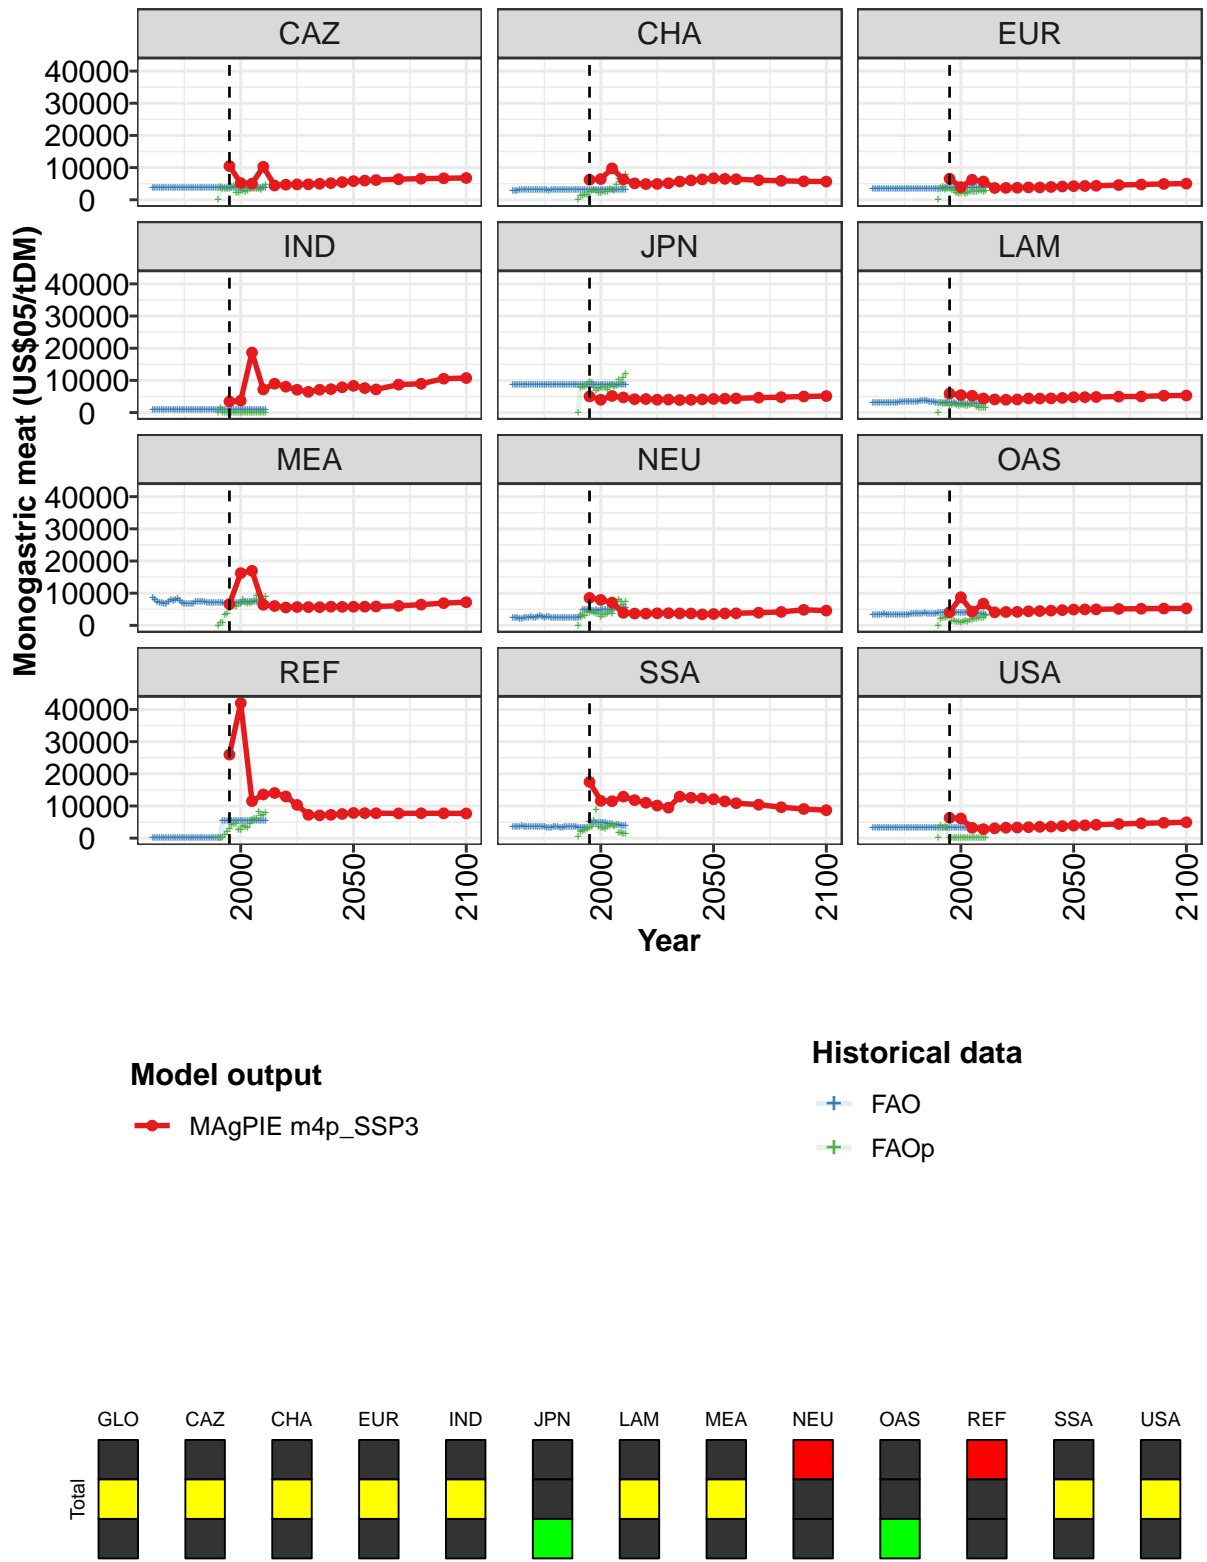 CAZ CHA EUR
40000
30000
20000
10000
0
IND JPN LAM
40000
30000
20000
10000
0
MEA NEU OAS
40000
30000
20000
10000
0
REF SSA USA
40000
30000
20000
10000
0
Monogastric meat (US$05/tDM)
2000 2050 2100 2000 2050 2100 2000 2050 2100
Year
Model output
MAgPIE m4p_SSP3
Historical data
FAO
FAOp
GLO CAZ CHA EUR IND JPN LAM MEA NEU OAS REF SSA USA
Total